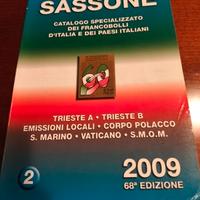 SASSONE
CATALOGO SPECIALIZZATO
DEI FRANCOBOLLI
D'ITALIA E DEI PAESI ITALIANI
TRIESTE A • TRIESTE B
EMISSIONI LOCALI • CORPO POLACCO
S. MARINO • VATICANO • S.M.O.M.
2009
2
68ª EDIZIONE